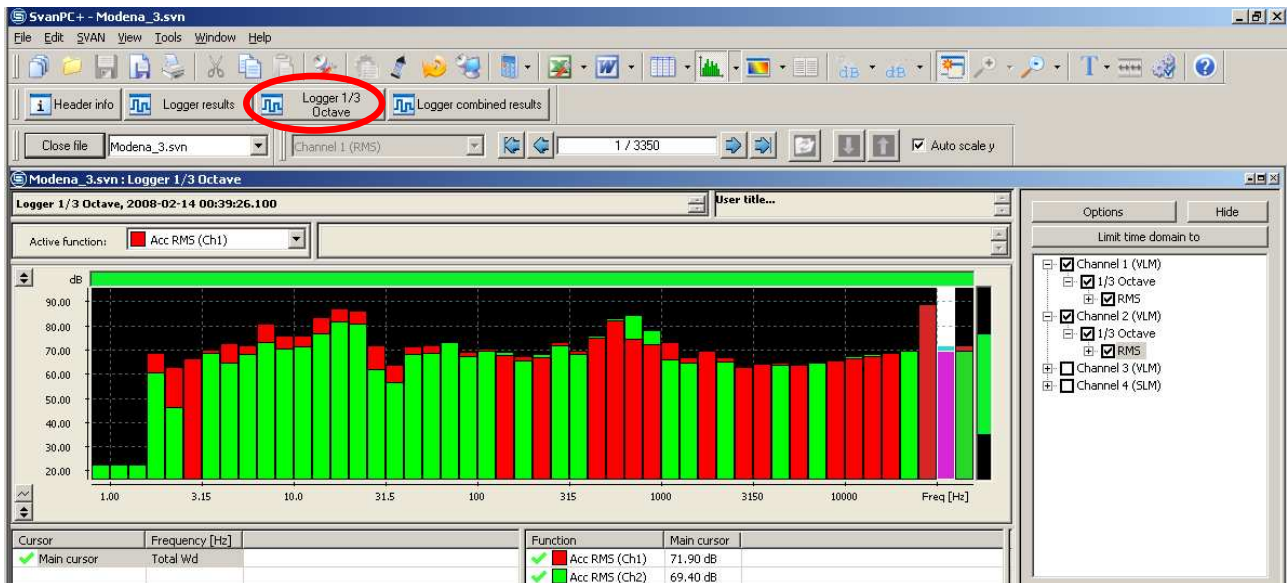 SvanPC+ - Modena_3.svn
File Edit SVAN View Tools Window Help
Header info Logger results Logger 1/3 Octave Logger combined results
Close file Modena_3.svn Channel 1 (RMS) 1 / 3350 Auto scale y
Modena_3.svn : Logger 1/3 Octave
Logger 1/3 Octave, 2008-02-14 00:39:26.100 User title...
Active function: Acc RMS (Ch1)
Options Hide
Limit time domain to
Channel 1 (VLM)
1/3 Octave
RMS
Channel 2 (VLM)
1/3 Octave
RMS
Channel 3 (VLM)
Channel 4 (SLM)
dB
90.00
80.00
70.00
60.00
50.00
40.00
30.00
20.00
1.00 3.15 10.0 31.5 100 315 1000 3150 10000 Freq [Hz]
Cursor Frequency [Hz]
Main cursor Total Wd
Function Main cursor
Acc RMS (Ch1) 71.90 dB
Acc RMS (Ch2) 69.40 dB